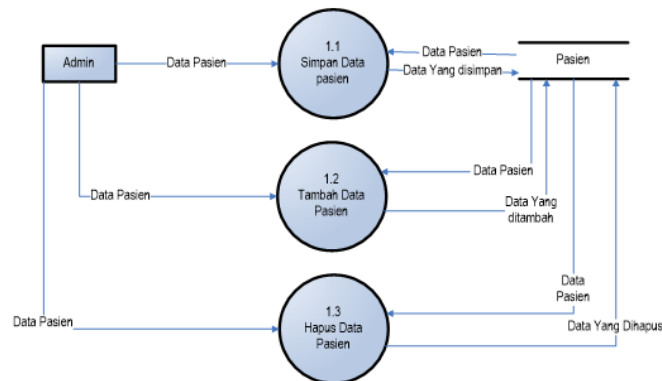 1.1
Simpan Data
pasien
Data Pasien
Admin
Data Pasien
Pasien
Data Yang disimpan
1.2
Tambah Data
Pasien
Data Pasien
Data Pasien
Data Yang
ditambah
Data
Pasien
1.3
Hapus Data
Pasien
Data Pasien
Data Yang Dihapus